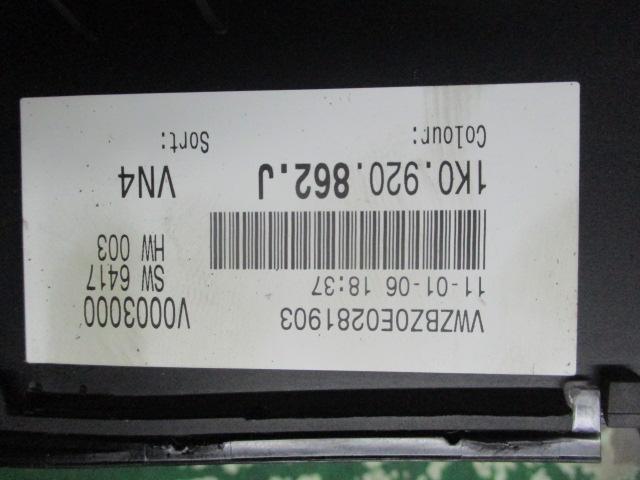 VWZBZ0E0281903 V0003000
11-01-06 18:37 SW 6417
HW 003
1K0.920.862.J VN4
Colour: Sort: